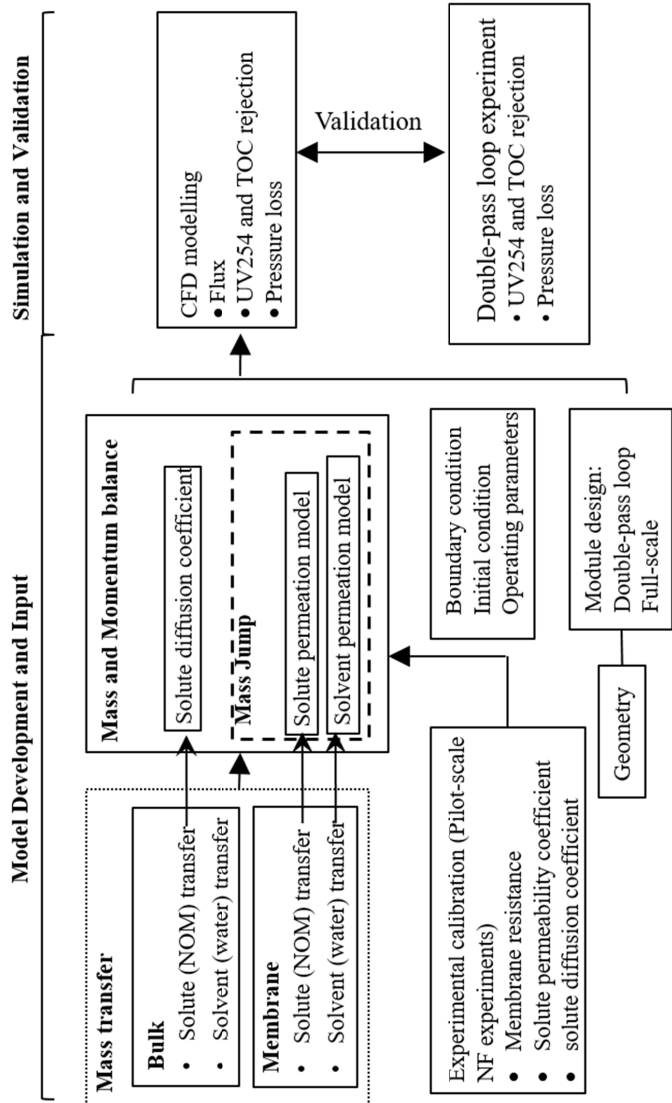 Model Development and Input
Simulation and Validation
Mass transfer
Bulk
• Solute (NOM) transfer
• Solvent (water) transfer
Membrane
• Solute (NOM) transfer
• Solvent (water) transfer
Mass and Momentum balance
Solute diffusion coefficient
Mass Jump
Solute permeation model
Solvent permeation model
Experimental calibration (Pilot-scale
NF experiments)
● Membrane resistance
● Solute permeability coefficient
● solute diffusion coefficient
Boundary condition
Initial condition
Operating parameters
Geometry
Module design:
Double-pass loop
Full-scale
CFD modelling
● Flux
● UV254 and TOC rejection
● Pressure loss
Validation
Double-pass loop experiment
• UV254 and TOC rejection
• Pressure loss